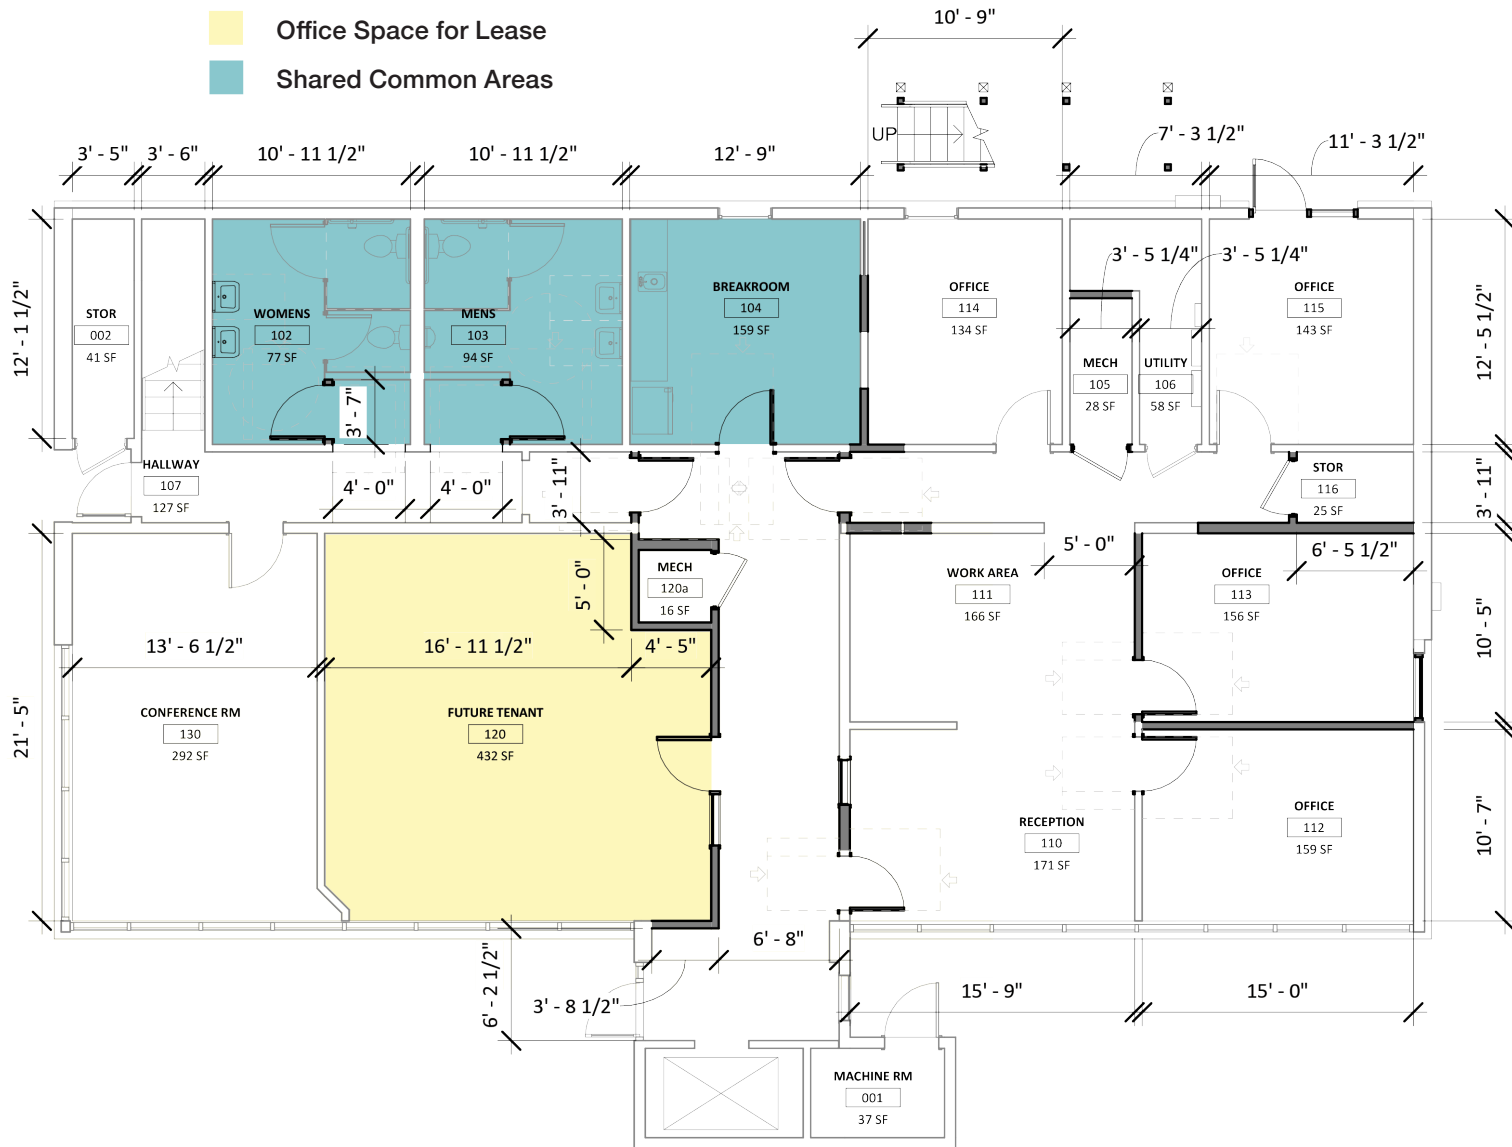 Office Space for Lease
Shared Common Areas
10' - 9"
UP
7' - 3 1/2"
11' - 3 1/2"
3' - 5"
3' - 6"
10' - 11 1/2"
10' - 11 1/2"
12' - 9"
3' - 5 1/4"
3' - 5 1/4"
12' - 1 1/2"
STOR
002
41 SF
WOMENS
102
77 SF
MENS
103
94 SF
BREAKROOM
104
159 SF
OFFICE
114
134 SF
MECH
105
28 SF
UTILITY
106
58 SF
OFFICE
115
143 SF
12' - 5 1/2"
3' - 7"
HALLWAY
107
127 SF
4' - 0"
4' - 0"
3' - 11"
STOR
116
25 SF
3' - 11"
5' - 0"
MECH
120a
16 SF
WORK AREA
111
166 SF
5' - 0"
OFFICE
113
156 SF
6' - 5 1/2"
10' - 5"
13' - 6 1/2"
16' - 11 1/2"
4' - 5"
21' - 5"
CONFERENCE RM
130
292 SF
FUTURE TENANT
120
432 SF
RECEPTION
110
171 SF
OFFICE
112
159 SF
10' - 7"
6' - 8"
6' - 2 1/2"
3' - 8 1/2"
15' - 9"
15' - 0"
MACHINE RM
001
37 SF